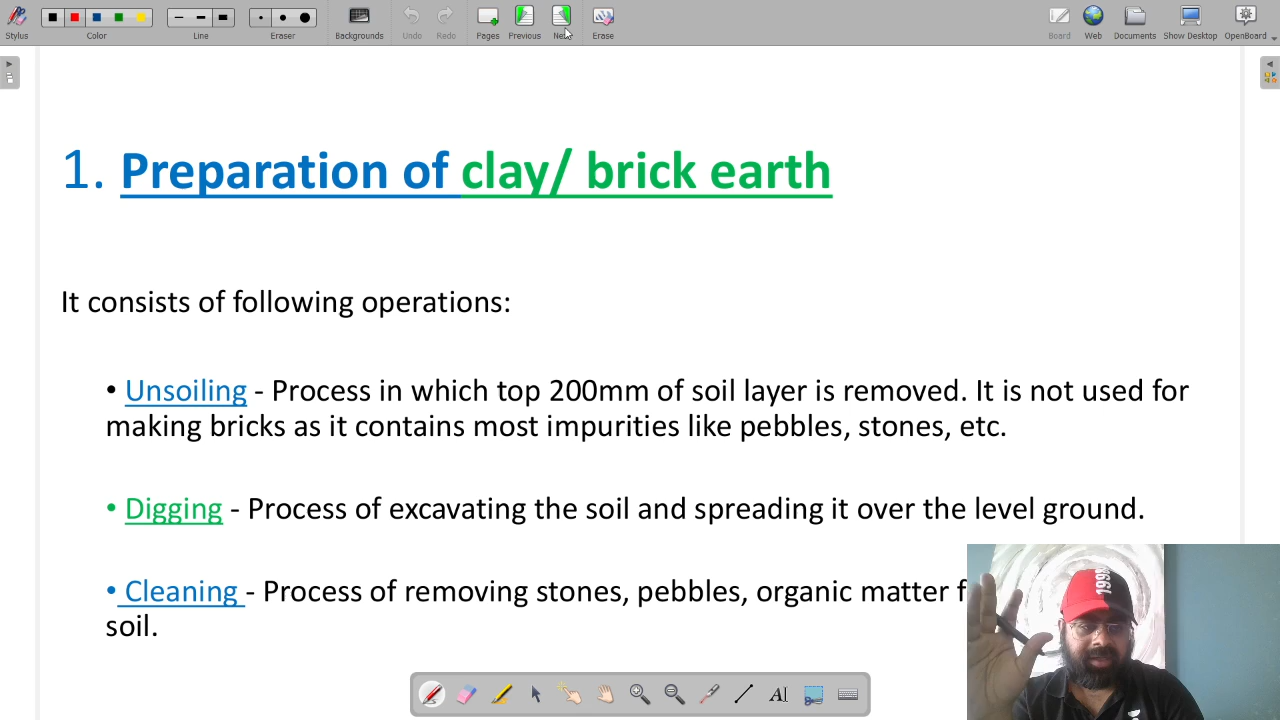 Stylus
Color
Line
Eraser
Backgrounds
Undo
Redo
Pages
Previous
Erase
Board
Web
Documents
Show Desktop
OpenBoard
1. Preparation of clay/ brick earth
It consists of following operations:
• Unsoiling - Process in which top 200mm of soil layer is removed. It is not used for
making bricks as it contains most impurities like pebbles, stones, etc.
• Digging - Process of excavating the soil and spreading it over the level ground.
• Cleaning - Process of removing stones, pebbles, organic matter
soil.
1998
AI